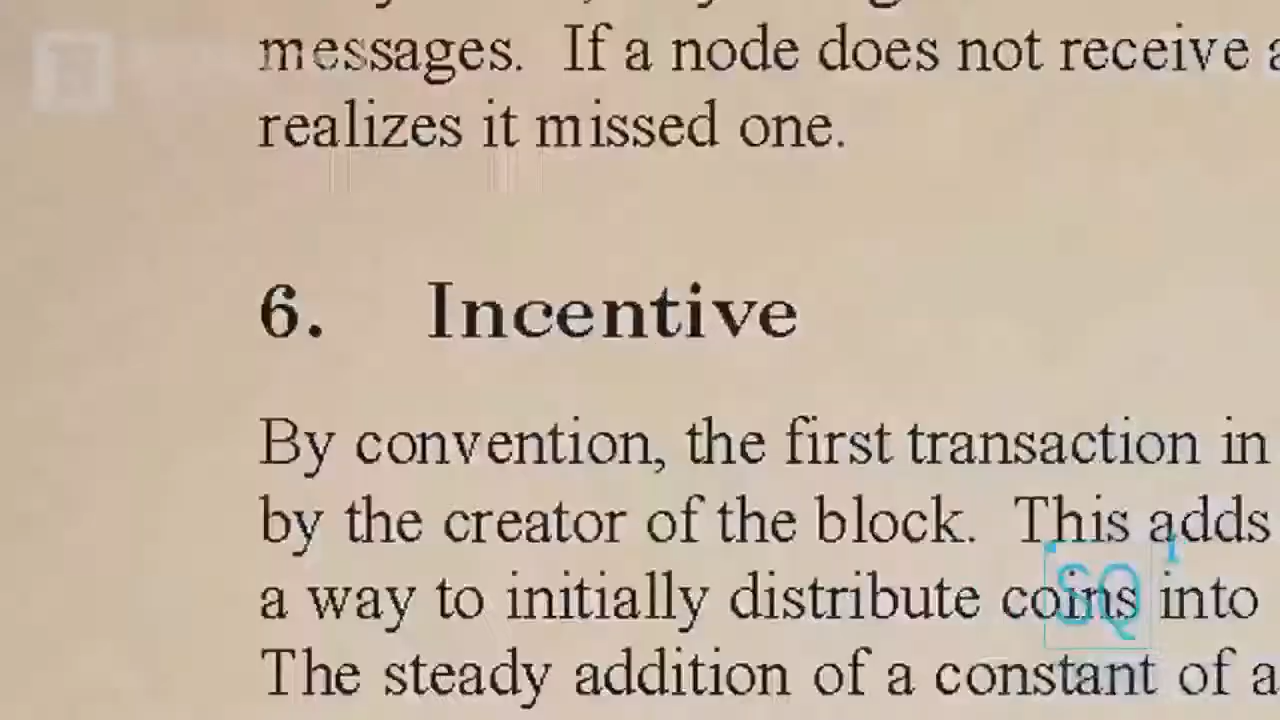 messages. If a node does not receive a
realizes it missed one.
6. Incentive
By convention, the first transaction in
by the creator of the block. This adds
a way to initially distribute coins into
The steady addition of a constant of a
SQ